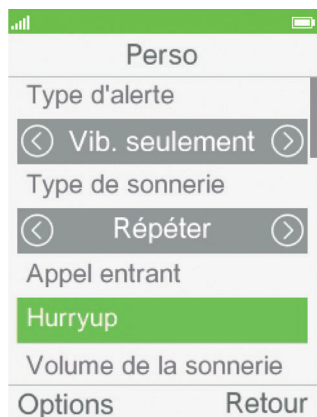 Perso
Type d'alerte
Vib. seulement
Type de sonnerie
Répéter
Appel entrant
Hurryup
Volume de la sonnerie
Options Retour